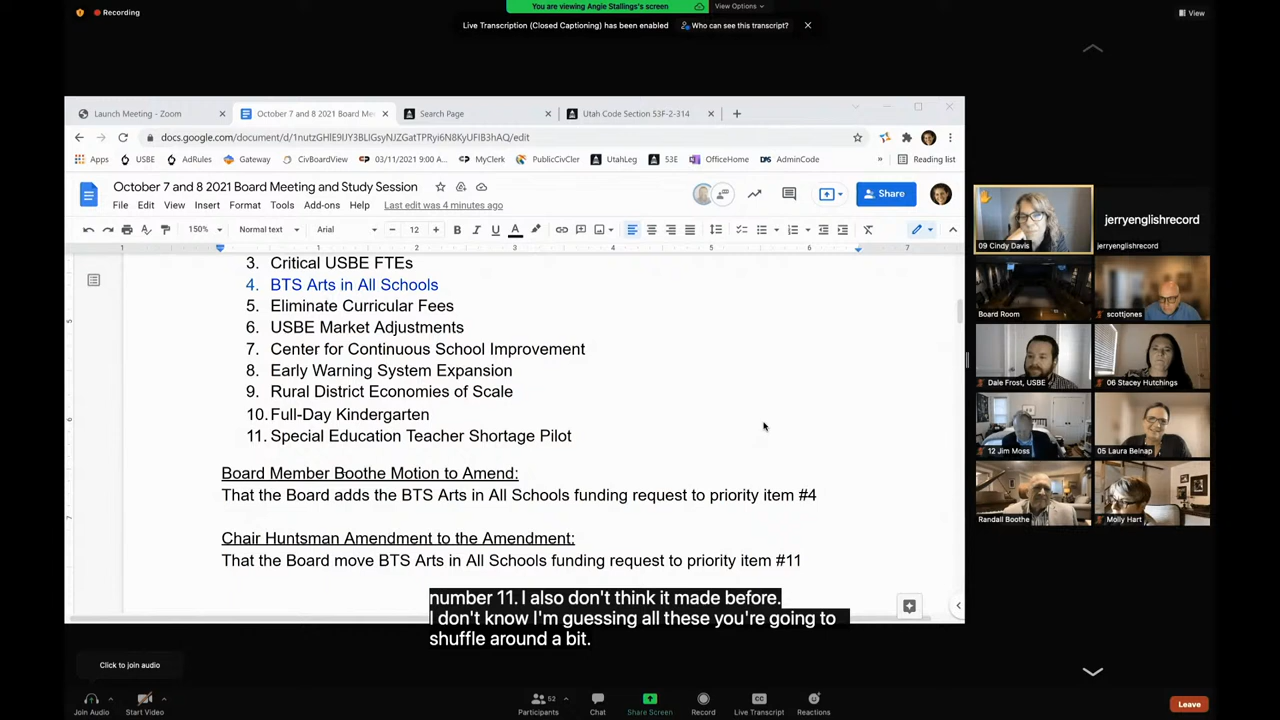 Recording
You are viewing Angie Stallings's screen
View Options
Live Transcription (Closed Captioning) has been enabled
Who can see this transcript?
View
Launch Meeting - Zoom
October 7 and 8 2021 Board Me
Search Page
Utah Code Section 53F-2-314
Apps
USBE
AdRules
Gateway
CivBoardView
03/11/2021 9:00 A...
MyClerk
PublicCivCler
UtahLeg
53E
OfficeHome
AdminCode
Reading list
October 7 and 8 2021 Board Meeting and Study Session
File Edit View Insert Format Tools Add-ons Help
Last edit was 4 minutes ago
Share
150%
Normal text
Arial
12
3. Critical USBE FTEs
4. BTS Arts in All Schools
5. Eliminate Curricular Fees
6. USBE Market Adjustments
7. Center for Continuous School Improvement
8. Early Warning System Expansion
9. Rural District Economies of Scale
10. Full-Day Kindergarten
11. Special Education Teacher Shortage Pilot
Board Member Boothe Motion to Amend:
That the Board adds the BTS Arts in All Schools funding request to priority item #4
Chair Huntsman Amendment to the Amendment:
That the Board move BTS Arts in All Schools funding request to priority item #11
number 11. I also don't think it made before.
I don't know I'm guessing all these you're going to
shuffle around a bit.
09 Cindy Davis
jerryenglishrecord
jerryenglishrecord
Board Room
scottjones
Dale Frost, USBE
06 Stacey Hutchings
12 Jim Moss
05 Laura Belnap
Randall Boothe
Molly Hart
Click to join audio
Join Audio
Start Video
52
Participants
Chat
Share Screen
Record
Live Transcript
Reactions
Leave